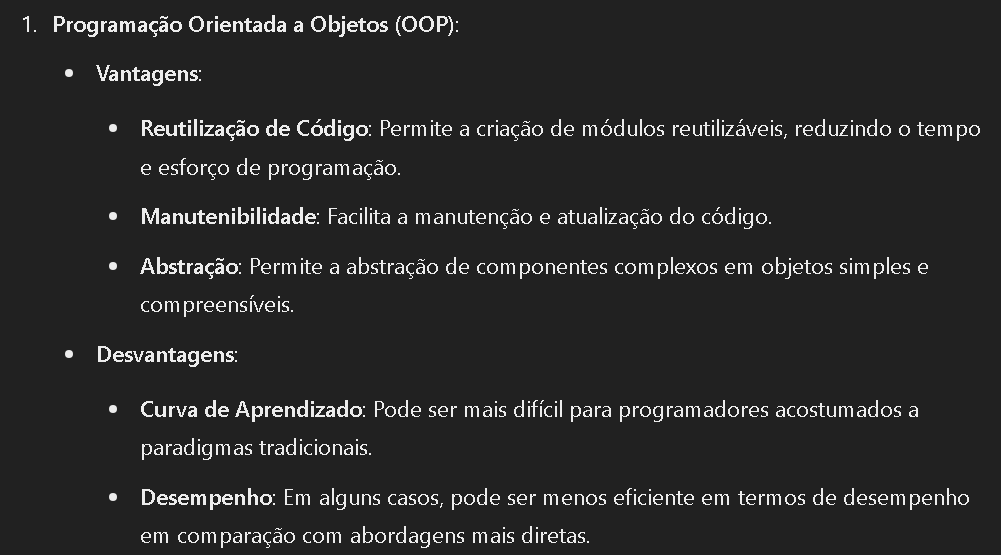 1. Programação Orientada a Objetos (OOP):
• Vantagens:
• Reutilização de Código: Permite a criação de módulos reutilizáveis, reduzindo o tempo
e esforço de programação.
• Manutenibilidade: Facilita a manutenção e atualização do código.
• Abstração: Permite a abstração de componentes complexos em objetos simples e
compreensíveis.
• Desvantagens:
• Curva de Aprendizado: Pode ser mais difícil para programadores acostumados a
paradigmas tradicionais.
• Desempenho: Em alguns casos, pode ser menos eficiente em termos de desempenho
em comparação com abordagens mais diretas.